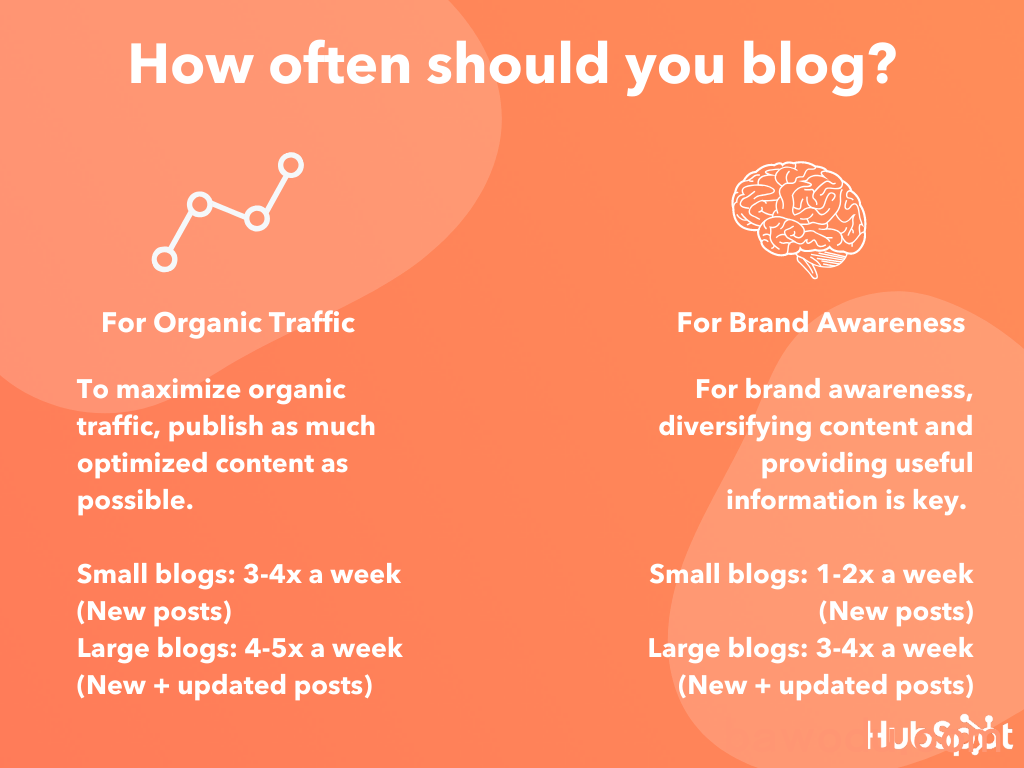 How often should you blog?
For Organic Traffic
To maximize organic
traffic, publish as much
optimized content as
possible.
Small blogs: 3-4x a week
(New posts)
Large blogs: 4-5x a week
(New + updated posts)
For Brand Awareness
For brand awareness,
diversifying content and
providing useful
information is key.
Small blogs: 1-2x a week
(New posts)
Large blogs: 3-4x a week
(New + updated posts)
HubSpot